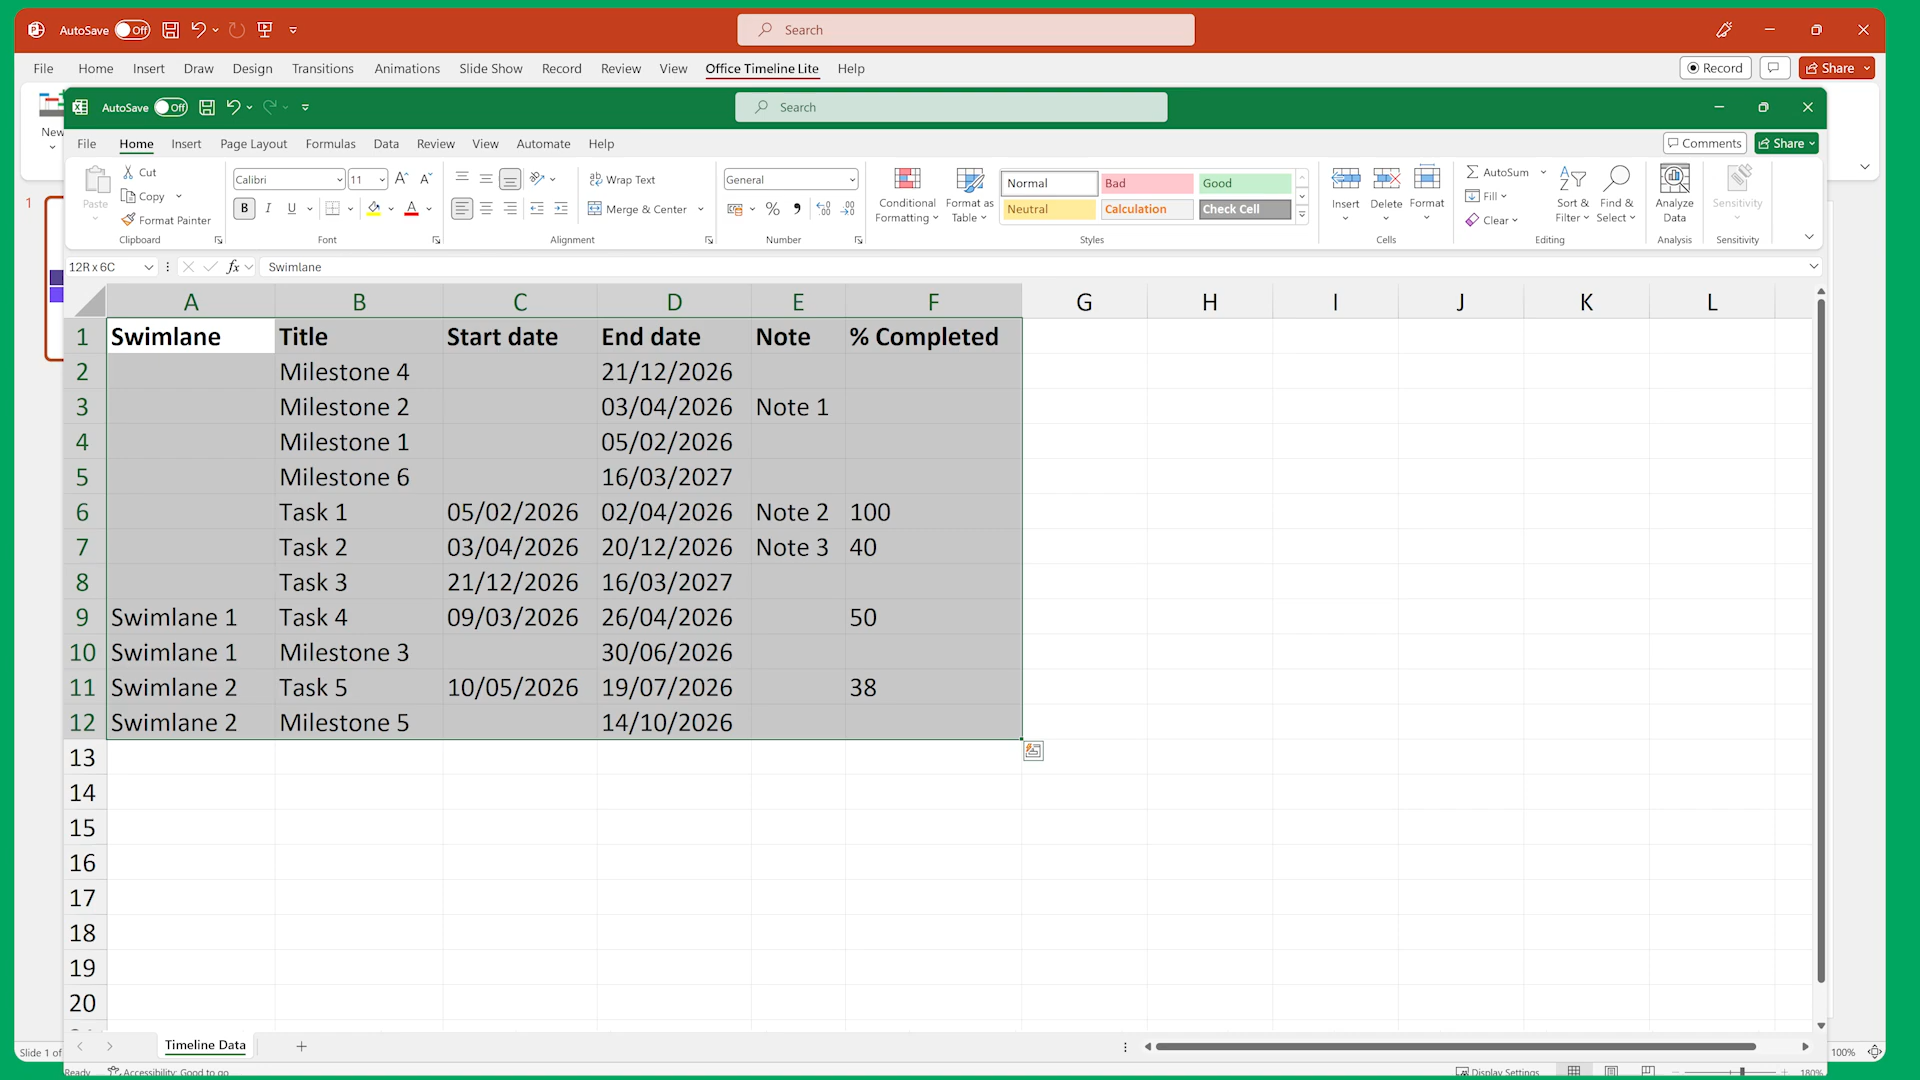 AutoSave Off Search
File Home Insert Draw Design Transitions Animations Slide Show Record Review View Office Timeline Lite Help Record Share
New
AutoSave Off Search
File Home Insert Page Layout Formulas Data Review View Automate Help Comments Share
Paste Cut Copy Format Painter Clipboard
Calibri 11 B I U Font
Wrap Text Merge & Center Alignment
General % Number
Conditional Formatting Format as Table Normal Bad Good Neutral Calculation Check Cell Styles
Insert Delete Format Cells
AutoSum Fill Clear Sort & Filter Find & Select Editing
Analyze Data Analysis
Sensitivity Sensitivity
1
12R x 6C fx Swimlane
A B C D E F G H I J K L
1 Swimlane Title Start date End date Note % Completed
2 Milestone 4 21/12/2026
3 Milestone 2 03/04/2026 Note 1
4 Milestone 1 05/02/2026
5 Milestone 6 16/03/2027
6 Task 1 05/02/2026 02/04/2026 Note 2 100
7 Task 2 03/04/2026 20/12/2026 Note 3 40
8 Task 3 21/12/2026 16/03/2027
9 Swimlane 1 Task 4 09/03/2026 26/04/2026 50
10 Swimlane 1 Milestone 3 30/06/2026
11 Swimlane 2 Task 5 10/05/2026 19/07/2026 38
12 Swimlane 2 Milestone 5 14/10/2026
13
14
15
16
17
18
19
20
Timeline Data
Slide 1 of 100%
Ready Accessibility: Good to go Display Settings 180%